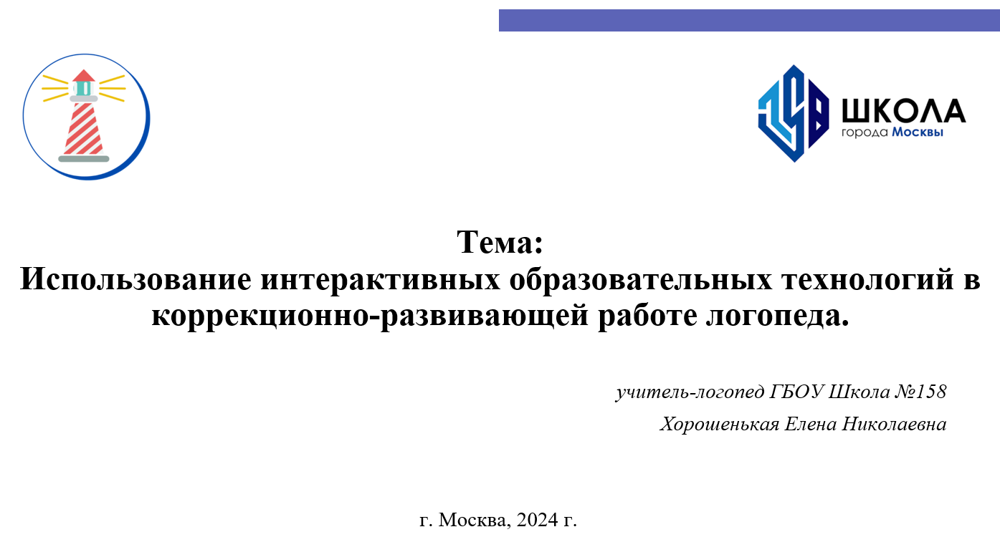 158
ШКОЛА
города Москвы
Тема:
Использование интерактивных образовательных технологий в
коррекционно-развивающей работе логопеда.
учитель-логопед ГБОУ Школа №158
Хорошенькая Елена Николаевна
г. Москва, 2024 г.